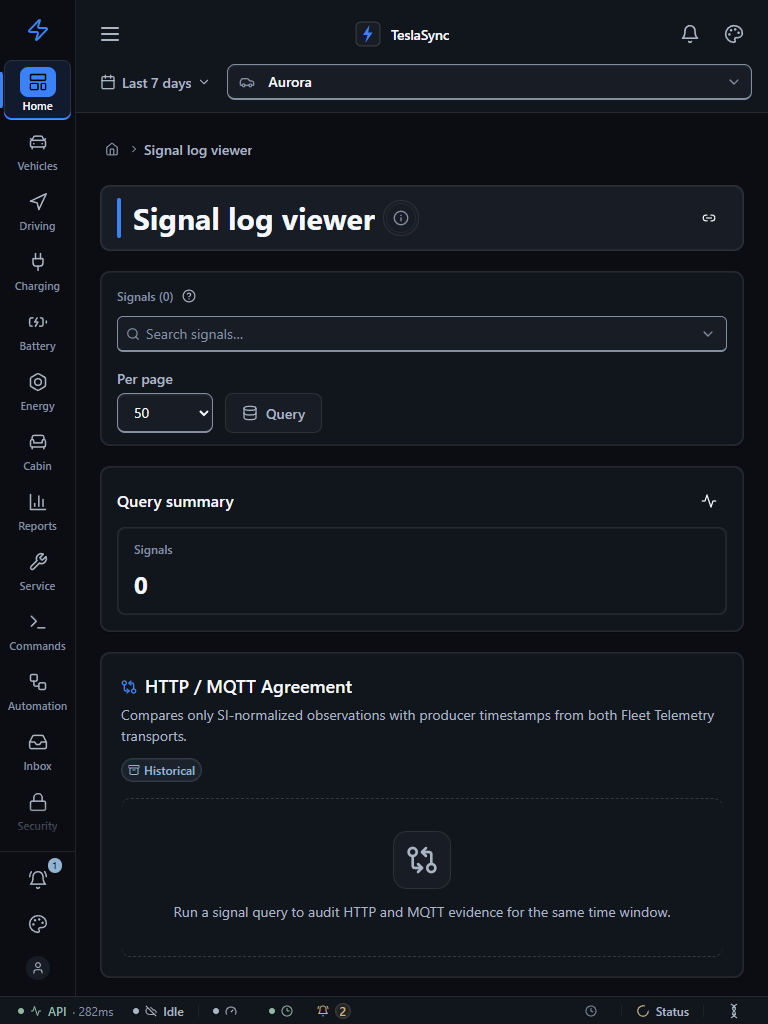 TeslaSync
Last 7 days
Aurora
Home
Vehicles
Driving
Charging
Battery
Energy
Cabin
Reports
Service
Commands
Automation
Inbox
Security
1
Signal log viewer
Signal log viewer
Signals (0)
Search signals...
Per page
50
Query
Query summary
Signals
0
HTTP / MQTT Agreement
Compares only SI-normalized observations with producer timestamps from both Fleet Telemetry
transports.
Historical
Run a signal query to audit HTTP and MQTT evidence for the same time window.
API · 282ms
Idle
2
Status